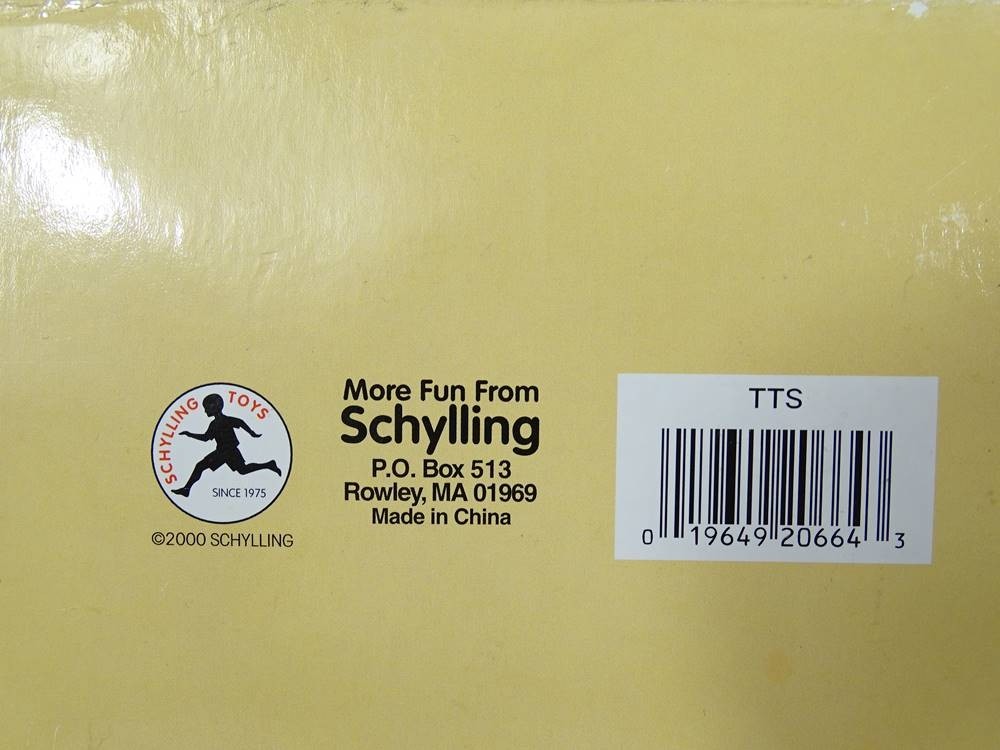 SCHYLLING TOYS
SINCE 1975
©2000 SCHYLLING
More Fun From
Schylling
P.O. Box 513
Rowley, MA 01969
Made in China
TTS
0 19649 20664 3